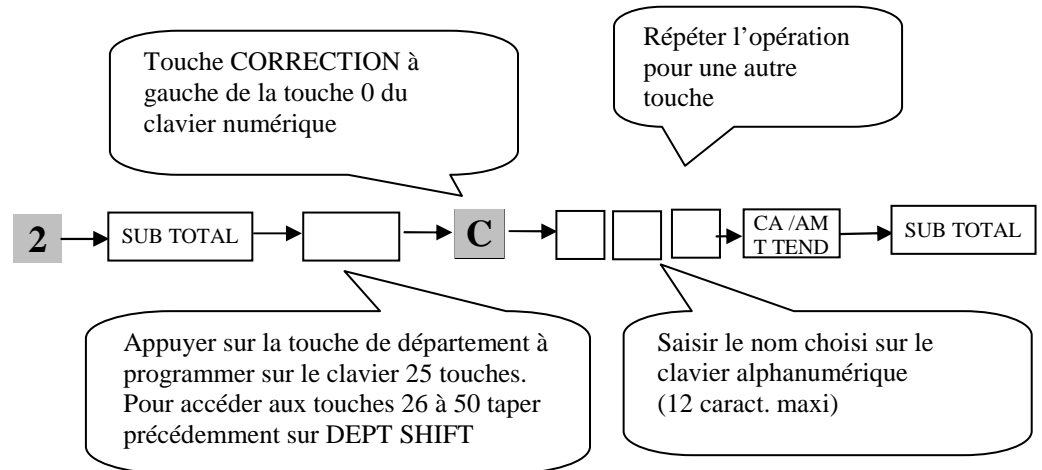 Touche CORRECTION à
gauche de la touche 0 du
clavier numérique
Répéter l’opération
pour une autre
touche
2
SUB TOTAL
C
CA /AM
T TEND
SUB TOTAL
Appuyer sur la touche de département à
programmer sur le clavier 25 touches.
Pour accéder aux touches 26 à 50 taper
précédemment sur DEPT SHIFT
Saisir le nom choisi sur le
clavier alphanumérique
(12 caract. maxi)